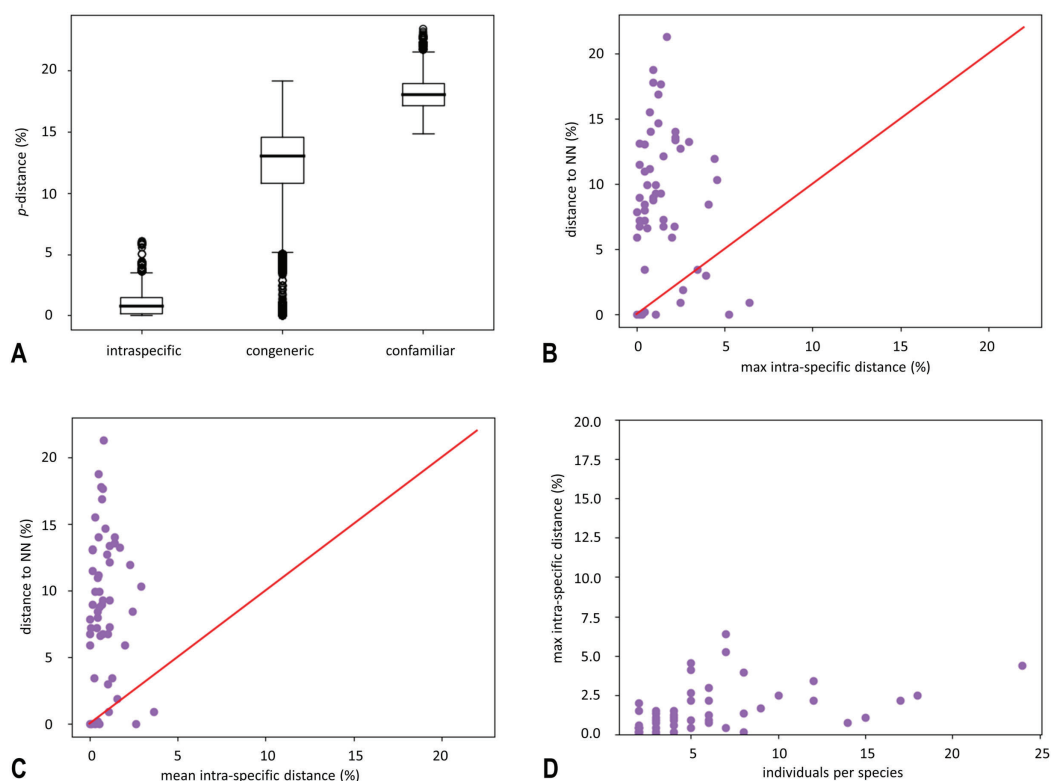 20
15
10
5
0
p-distance (%)
intraspecific
congeneric
confamiliar
A
20
15
10
5
0
distance to NN (%)
0 5 10 15 20
max intra-specific distance (%)
B
20
15
10
5
0
distance to NN (%)
0 5 10 15 20
mean intra-specific distance (%)
C
20.0
17.5
15.0
12.5
10.0
7.5
5.0
2.5
0.0
max intra-specific distance (%)
5 10 15 20 25
individuals per species
D